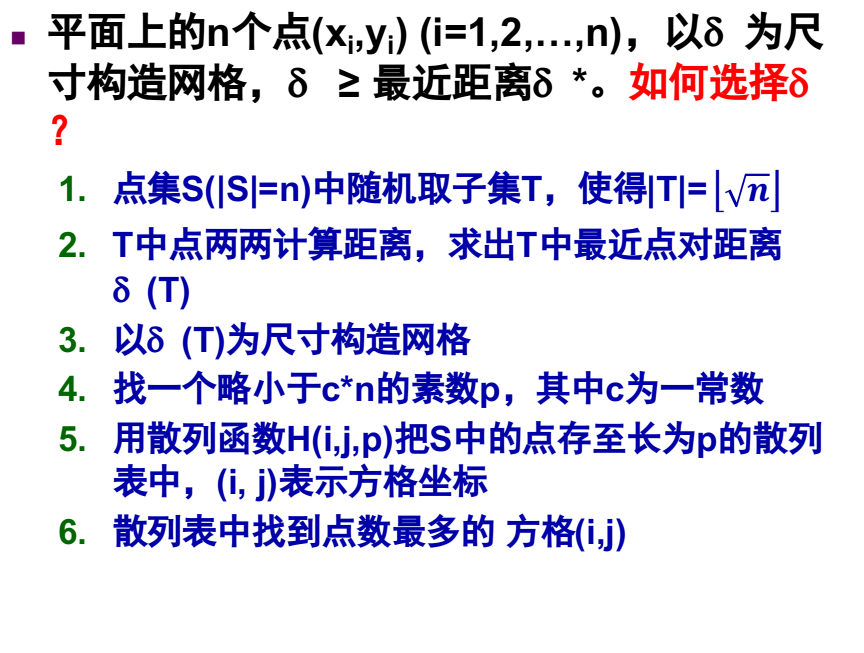 ■ 平面上的n个点(xᵢ,yᵢ) (i=1,2,…,n)，以δ 为尺
寸构造网格，δ ≥ 最近距离δ *。如何选择δ
？
1. 点集S(|S|=n)中随机取子集T，使得|T|=⌊√n⌋
2. T中点两两计算距离，求出T中最近点对距离
δ (T)
3. 以δ (T)为尺寸构造网格
4. 找一个略小于c*n的素数p，其中c为一常数
5. 用散列函数H(i,j,p)把S中的点存至长为p的散列
表中，(i, j)表示方格坐标
6. 散列表中找到点数最多的 方格(i,j)